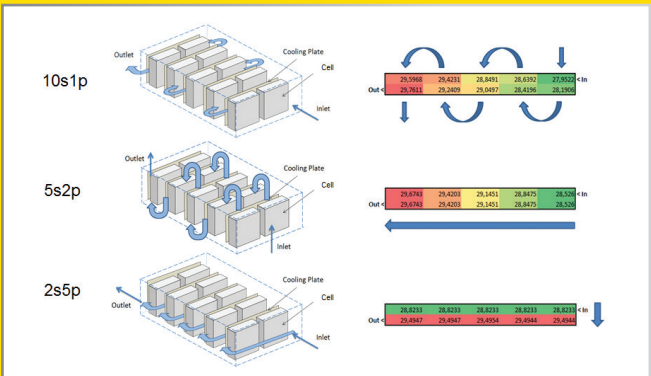 10s1p
Outlet
Cooling Plate
Cell
Inlet
29,5968 29,4231 28,8491 28,6392 27,9522 < In
Out < 29,7611 29,2409 29,0497 28,4196 28,1906
5s2p
Outlet
Cooling Plate
Cell
Inlet
29,6743 29,4203 29,1451 28,8475 28,526 < In
Out < 29,6743 29,4203 29,1451 28,8475 28,526
2s5p
Cooling Plate
Cell
Outlet
Inlet
28,8233 28,8233 28,8233 28,8233 28,8233 < In
Out < 29,4947 29,4947 29,4954 29,4944 29,4944